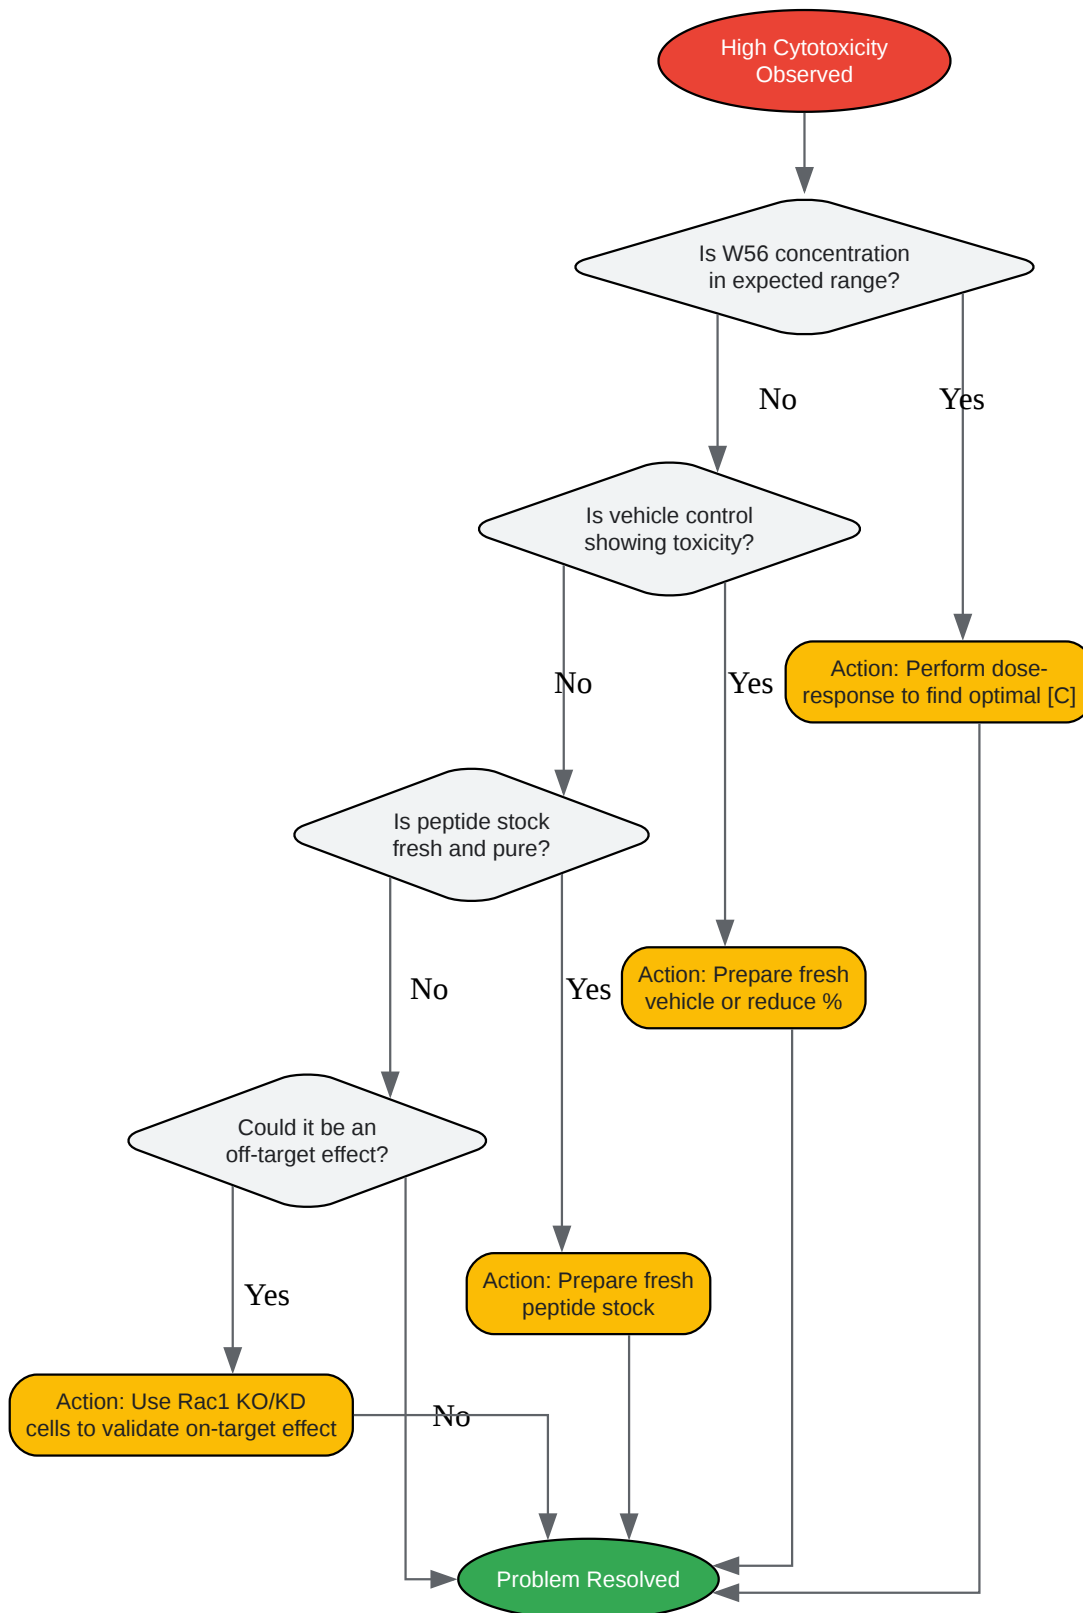 High Cytotoxicity
Observed
Is W56 concentration
in expected range?
No
Yes
Is vehicle control
showing toxicity?
No
Yes
Action: Perform dose-
response to find optimal [C]
Is peptide stock
fresh and pure?
No
Yes
Action: Prepare fresh
vehicle or reduce %
Could it be an
off-target effect?
Yes
Action: Prepare fresh
peptide stock
Action: Use Rac1 KO/KD
cells to validate on-target effect
No
Problem Resolved